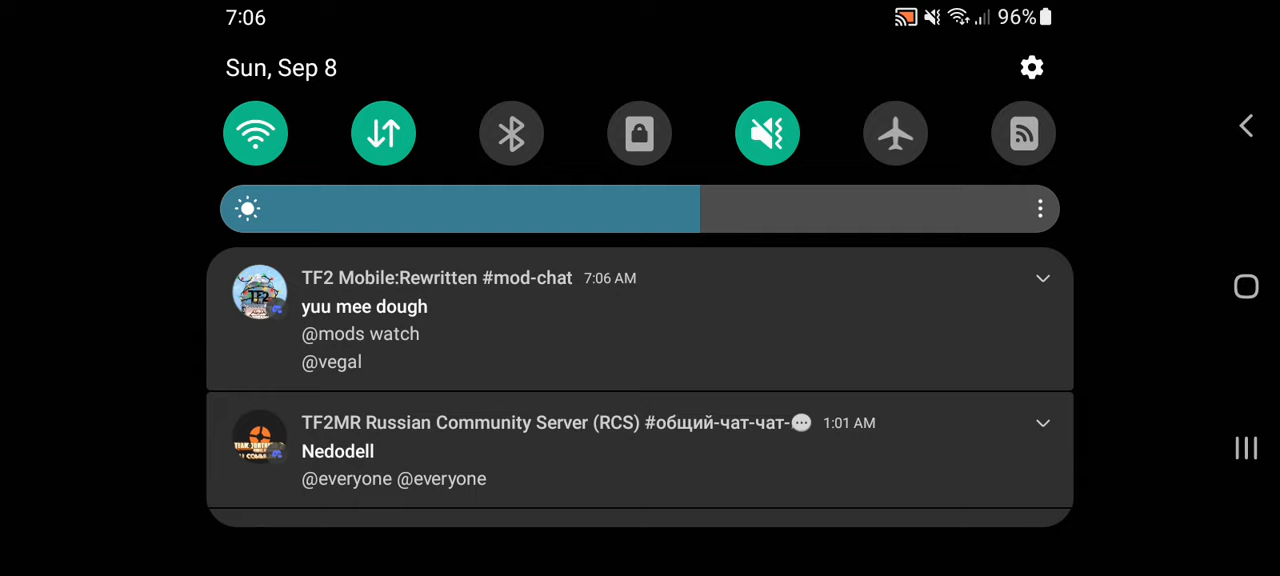 7:06
96%
Sun, Sep 8
TF2 Mobile:Rewritten #mod-chat 7:06 AM
yuu mee dough
@mods watch
@vegal
TF2MR Russian Community Server (RCS) #общий-чат-чат-💬 1:01 AM
Nedodell
@everyone @everyone
TF2